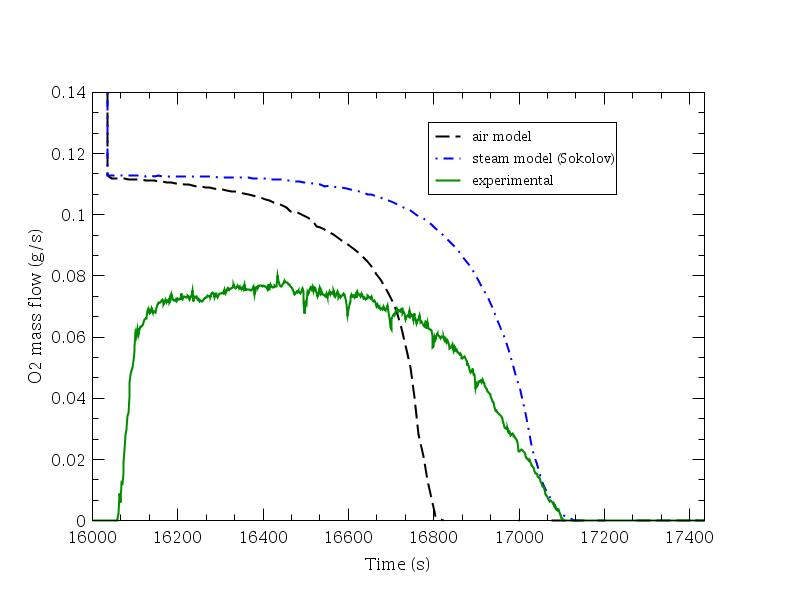 0.14
0.12
0.1
0.08
0.06
0.04
0.02
0
O2 mass flow (g/s)
air model
steam model (Sokolov)
experimental
16000 16200 16400 16600 16800 17000 17200 17400
Time (s)